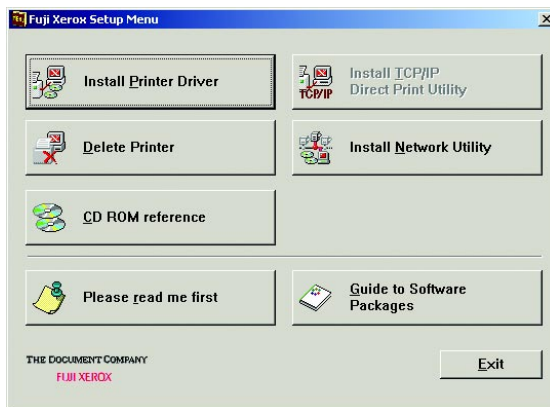 Fuji Xerox Setup Menu
Install Printer Driver
Install TCP/IP
Direct Print Utility
TCP/IP
Delete Printer
Install Network Utility
CD ROM reference
Please read me first
Guide to Software
Packages
THE DOCUMENT COMPANY
FUJI XEROX
Exit